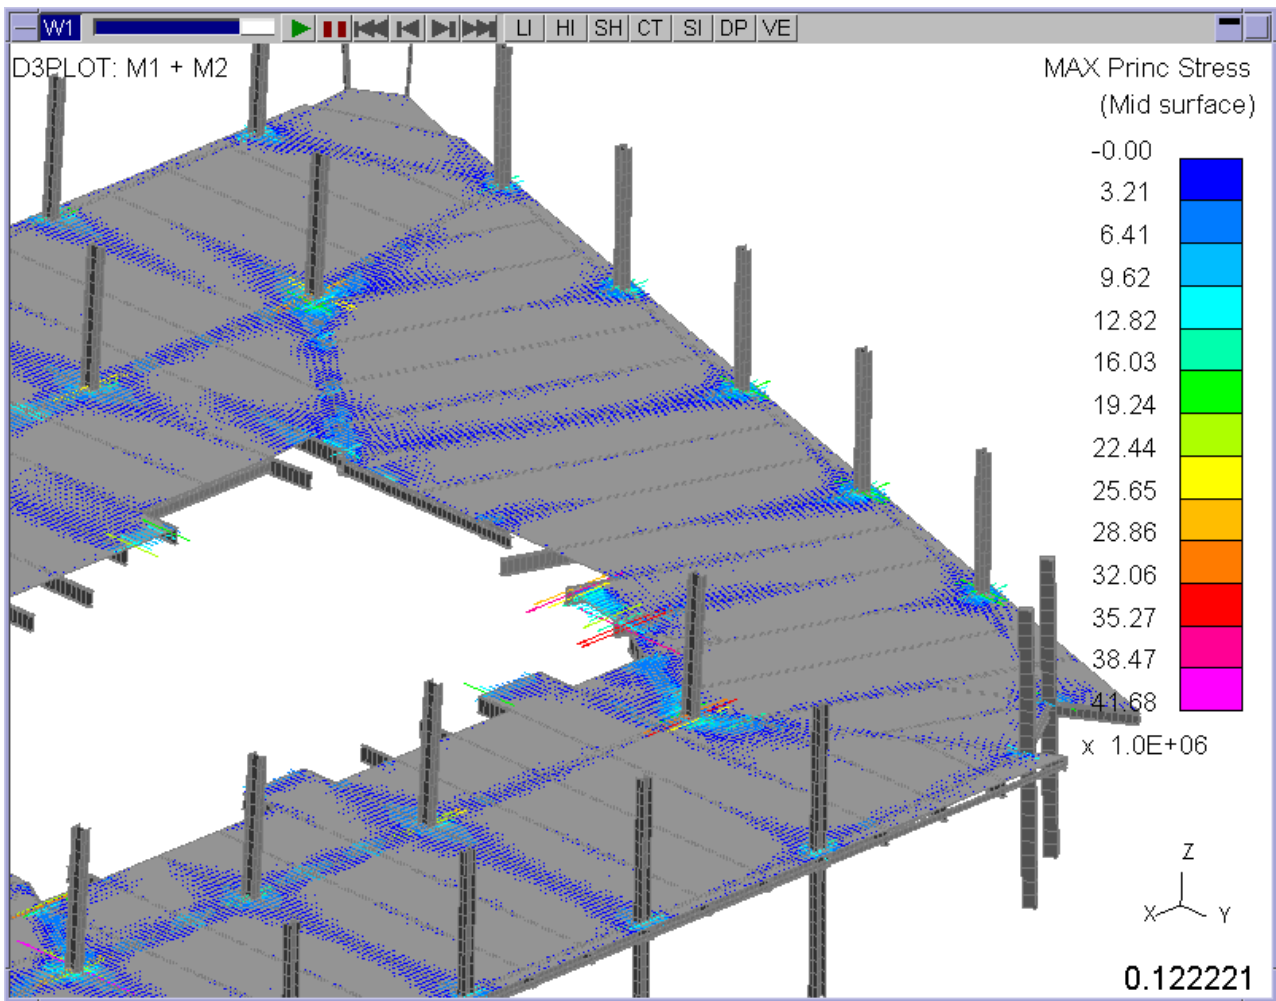 W1 LI HI SH CT SI DP VE
D3PLOT: M1 + M2
MAX Princ Stress
(Mid surface)
-0.00
3.21
6.41
9.62
12.82
16.03
19.24
22.44
25.65
28.86
32.06
35.27
38.47
41.68
x 1.0E+06
Z
X Y
0.122221